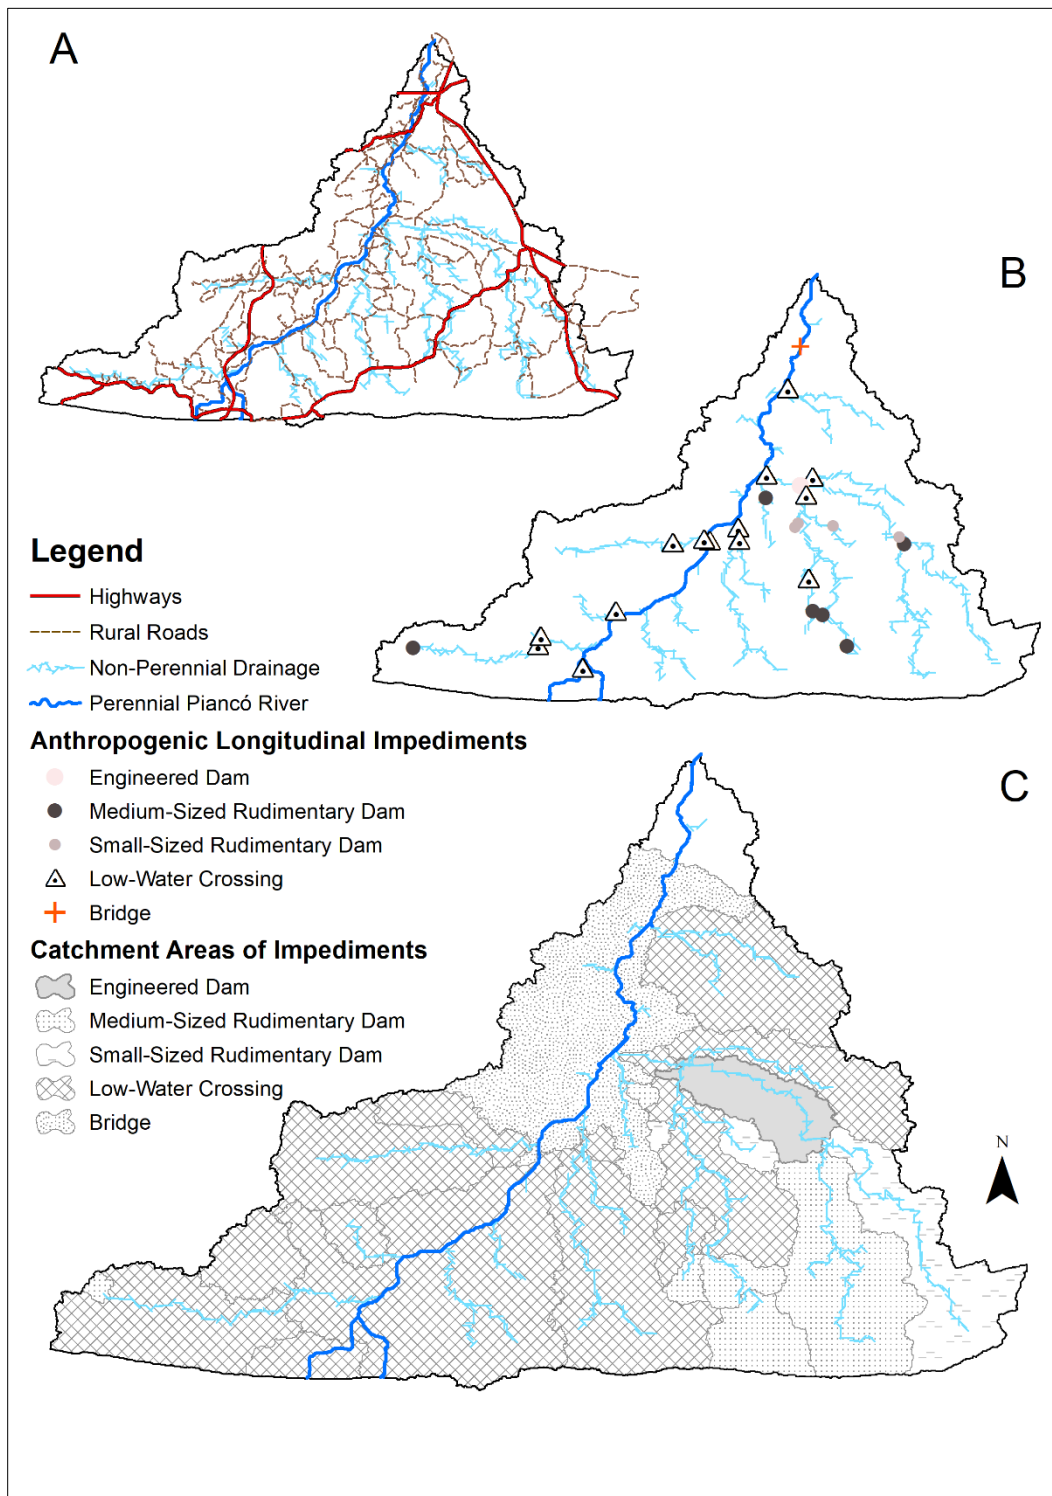 A
B
Legend
Highways
Rural Roads
Non-Perennial Drainage
Perennial Piancó River
Anthropogenic Longitudinal Impediments
Engineered Dam
Medium-Sized Rudimentary Dam
Small-Sized Rudimentary Dam
Low-Water Crossing
Bridge
C
Catchment Areas of Impediments
Engineered Dam
Medium-Sized Rudimentary Dam
Small-Sized Rudimentary Dam
Low-Water Crossing
Bridge
N